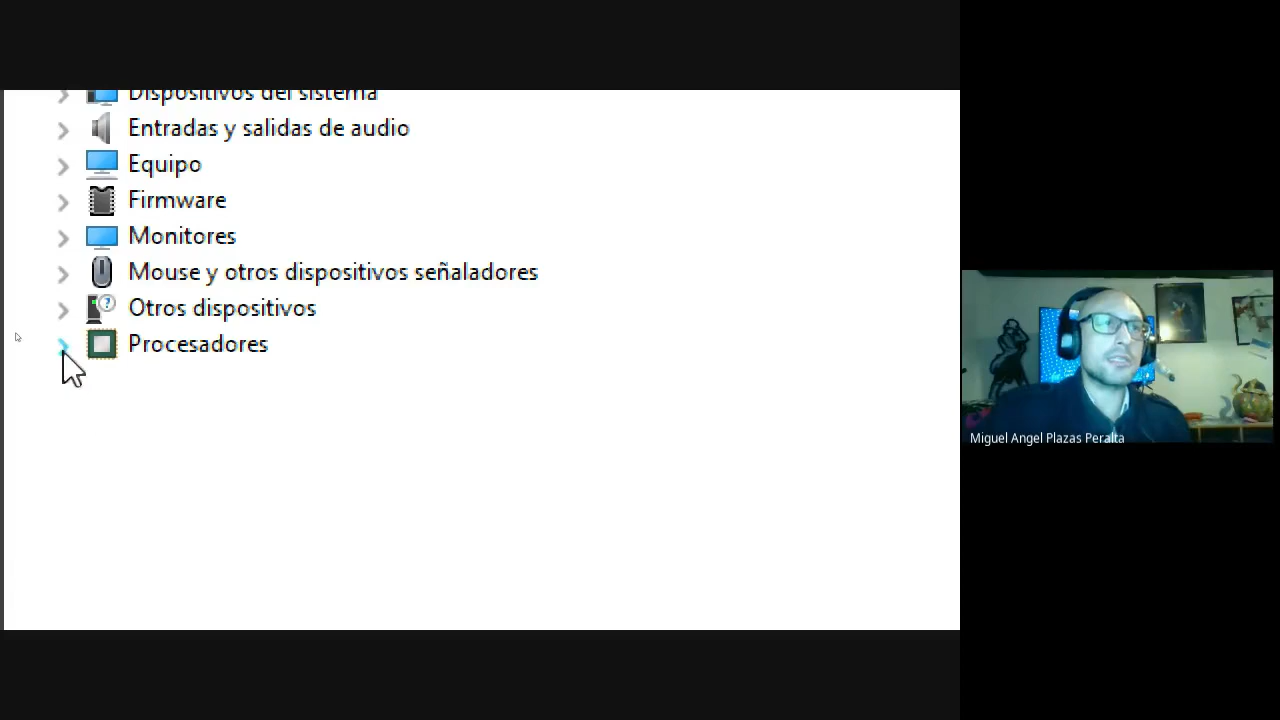 Dispositivos del sistema
Entradas y salidas de audio
Equipo
Firmware
Monitores
Mouse y otros dispositivos señaladores
Otros dispositivos
Procesadores
Miguel Angel Plazas Peralta